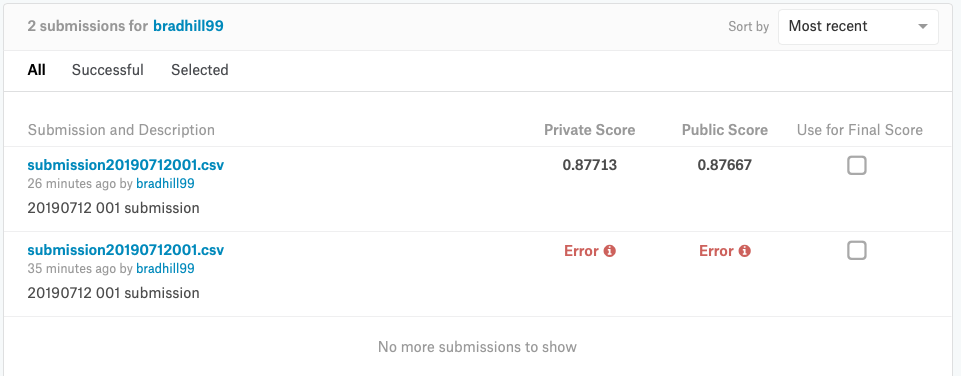 2 submissions for bradhill99
Sort by Most recent
All Successful Selected
Submission and Description Private Score Public Score Use for Final Score
submission20190712001.csv 0.87713 0.87667
26 minutes ago by bradhill99
20190712 001 submission
submission20190712001.csv Error Error
35 minutes ago by bradhill99
20190712 001 submission
No more submissions to show